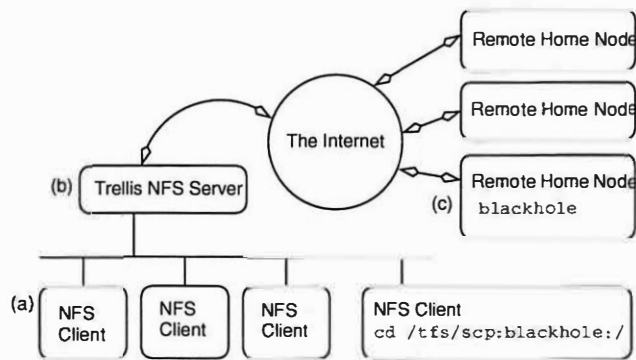 Remote Home Node
Remote Home Node
The Internet
(b) Trellis NFS Server
Remote Home Node
(c) blackhole
(a) NFS Client
NFS Client
NFS Client
NFS Client
cd /tfs/scp:blackhole:/